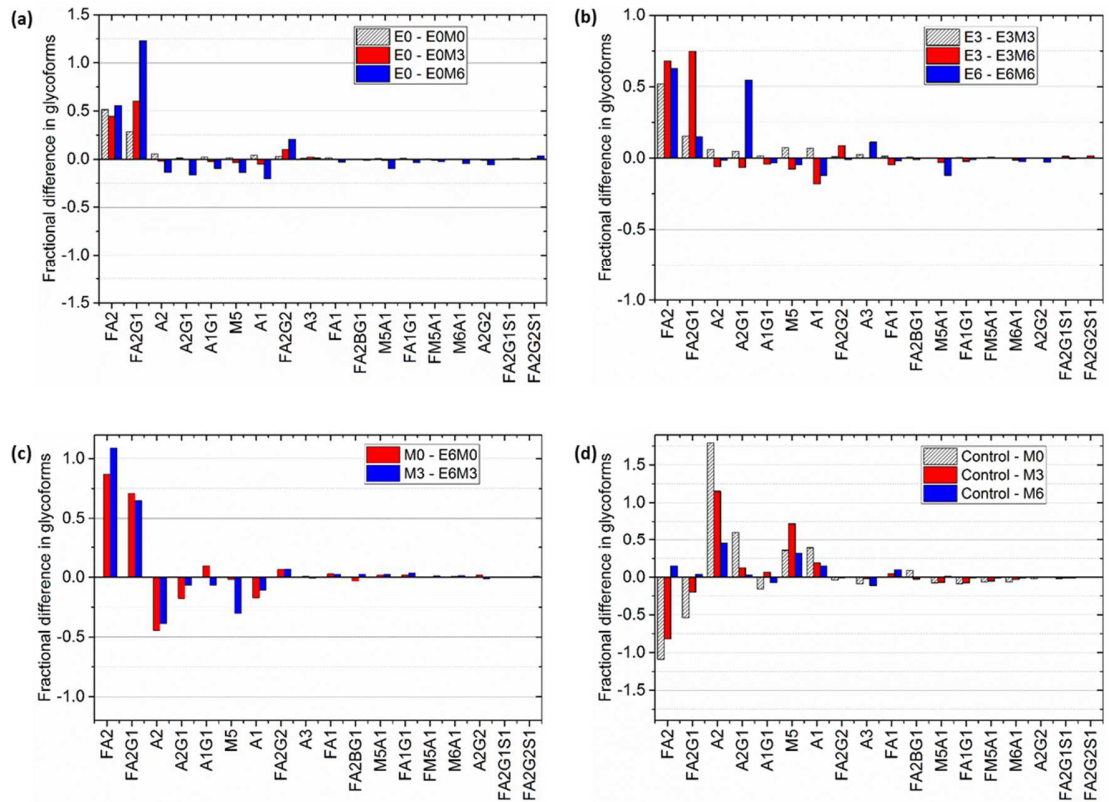 (a)
Fractional difference in glycoforms
1.5
1.0
0.5
0.0
-0.5
-1.0
-1.5
E0 - E0M0
E0 - E0M3
E0 - E0M6
FA2
FA2G1
A2
A2G1
A1G1
M5
A1
FA2G2
A3
FA1
FA2BG1
M5A1
FA1G1
FM5A1
M6A1
A2G2
FA2G1S1
FA2G2S1
(b)
Fractional difference in glycoforms
1.0
0.5
0.0
-0.5
-1.0
E3 - E3M3
E3 - E3M6
E6 - E6M6
FA2
FA2G1
A2
A2G1
A1G1
M5
A1
FA2G2
A3
FA1
FA2BG1
M5A1
FA1G1
FM5A1
M6A1
A2G2
FA2G1S1
FA2G2S1
(c)
Fractional difference in glycoforms
1.0
0.5
0.0
-0.5
-1.0
M0 - E6M0
M3 - E6M3
FA2
FA2G1
A2
A2G1
A1G1
M5
A1
FA2G2
A3
FA1
FA2BG1
M5A1
FA1G1
FM5A1
M6A1
A2G2
FA2G1S1
FA2G2S1
(d)
Fractional difference in glycoforms
1.5
1.0
0.5
0.0
-0.5
-1.0
-1.5
Control - M0
Control - M3
Control - M6
FA2
FA2G1
A2
A2G1
A1G1
M5
A1
FA2G2
A3
FA1
FA2BG1
M5A1
FA1G1
FM5A1
M6A1
A2G2
FA2G1S1
FA2G2S1